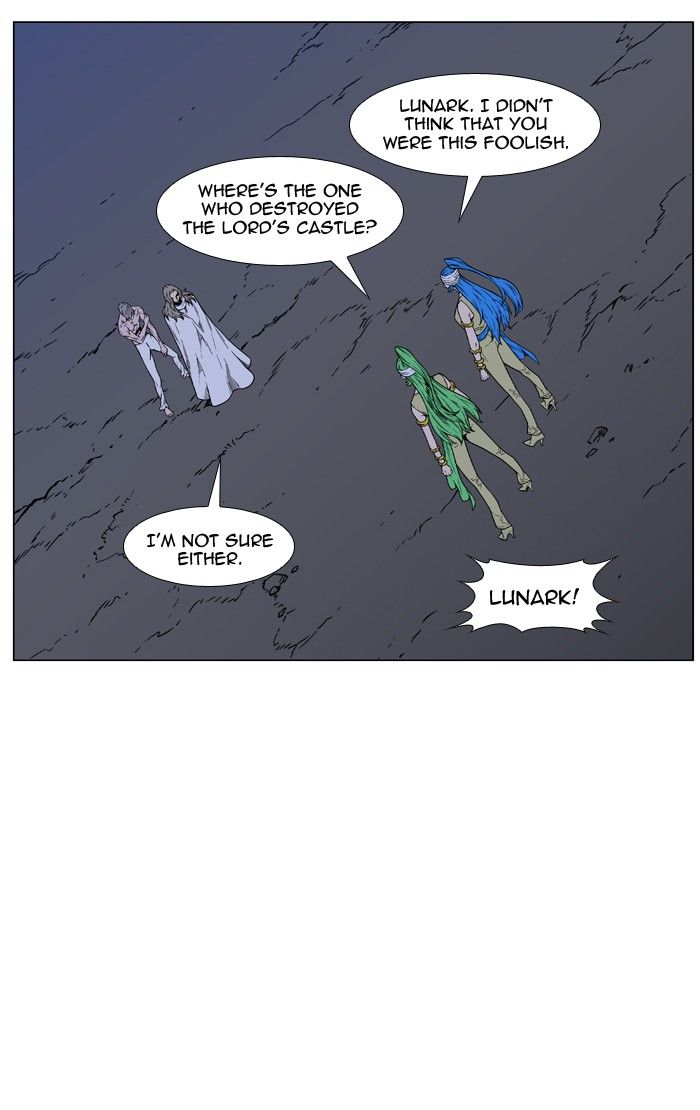 LUNARK. I DIDN'T
THINK THAT YOU
WERE THIS FOOLISH.
WHERE'S THE ONE
WHO DESTROYED
THE LORD'S CASTLE?
I'M NOT SURE
EITHER.
LUNARK!